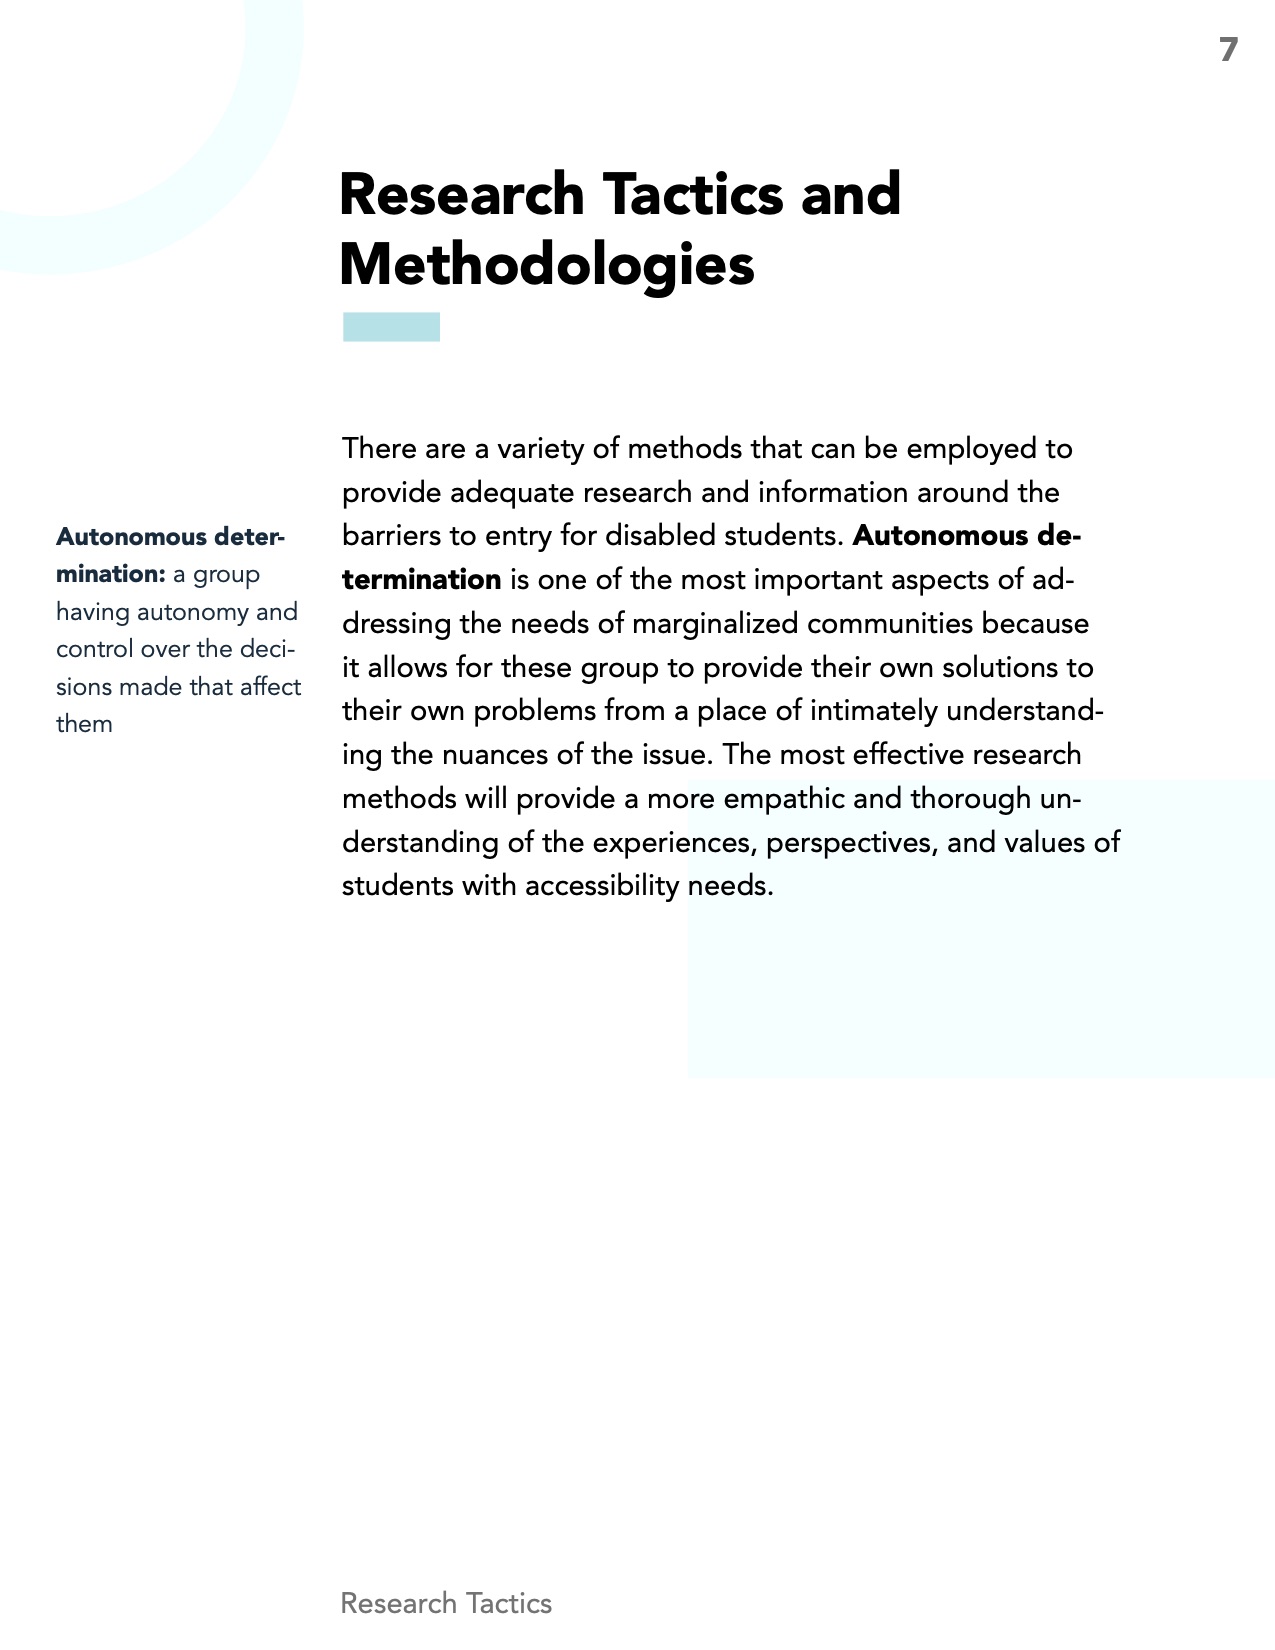 7
Research Tactics and
Methodologies
There are a variety of methods that can be employed to
provide adequate research and information around the
barriers to entry for disabled students. Autonomous de-
termination is one of the most important aspects of ad-
dressing the needs of marginalized communities because
it allows for these group to provide their own solutions to
their own problems from a place of intimately understand-
ing the nuances of the issue. The most effective research
methods will provide a more empathic and thorough un-
derstanding of the experiences, perspectives, and values of
students with accessibility needs.
Autonomous deter-
mination: a group
having autonomy and
control over the deci-
sions made that affect
them
Research Tactics